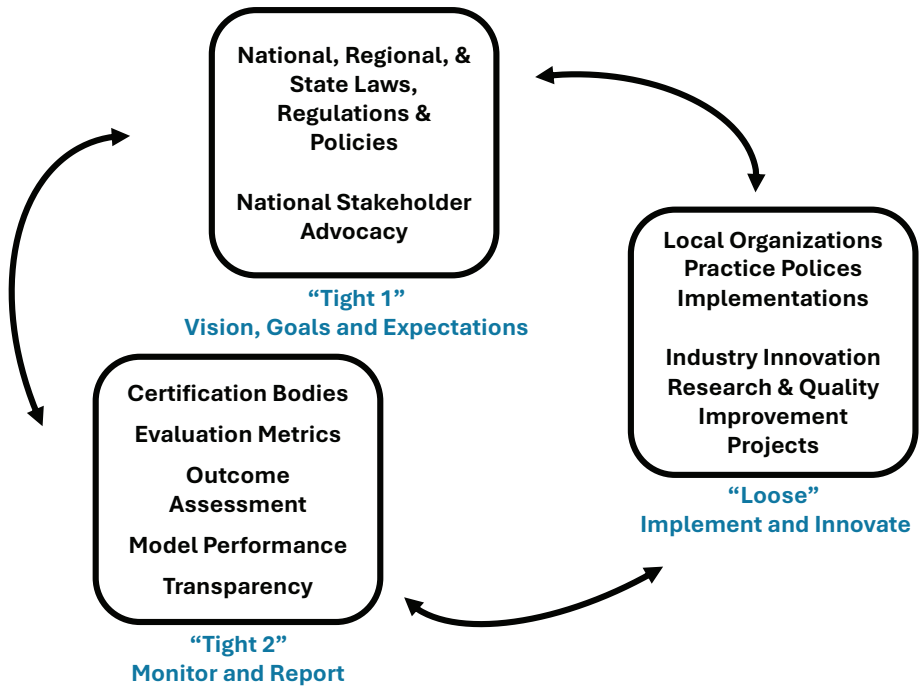 National, Regional, &
State Laws,
Regulations &
Policies
National Stakeholder
Advocacy
“Tight 1”
Vision, Goals and Expectations
Local Organizations
Practice Polices
Implementations
Industry Innovation
Research & Quality
Improvement
Projects
“Loose”
Implement and Innovate
Certification Bodies
Evaluation Metrics
Outcome
Assessment
Model Performance
Transparency
“Tight 2”
Monitor and Report